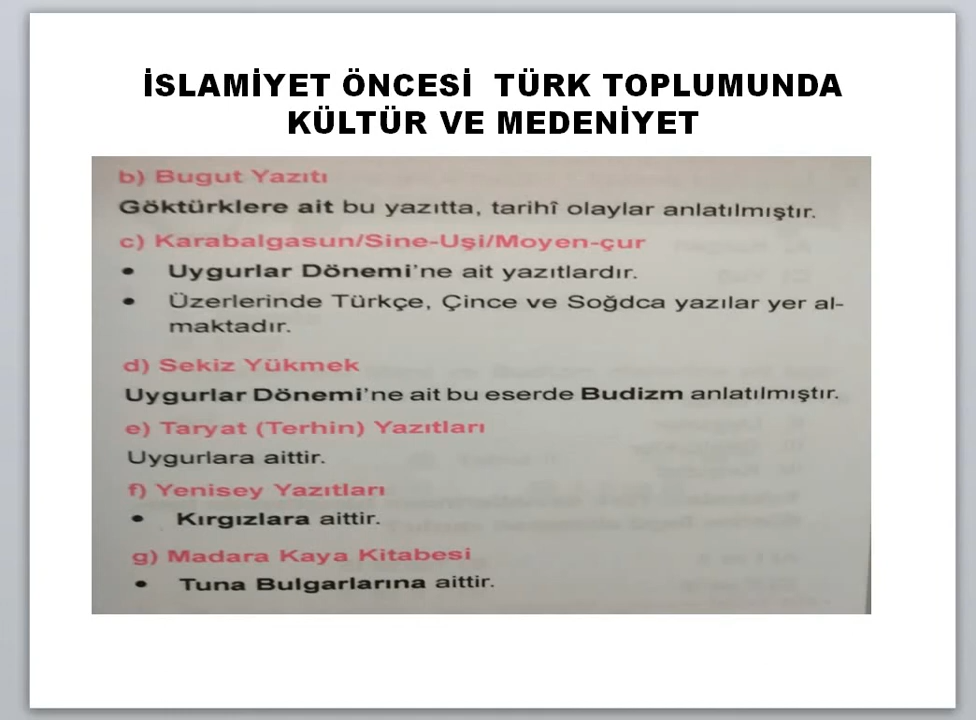 İSLAMİYET ÖNCESİ TÜRK TOPLUMUNDA
KÜLTÜR VE MEDENİYET
b) Bugut Yazıtı
Göktürklere ait bu yazıtta, tarihî olaylar anlatılmıştır.
c) Karabalgasun/Sine-Uşi/Moyen-çur
• Uygurlar Dönemi'ne ait yazıtlardır.
• Üzerlerinde Türkçe, Çince ve Soğdca yazılar yer al-
maktadır.
d) Sekiz Yükmek
Uygurlar Dönemi'ne ait bu eserde Budizm anlatılmıştır.
e) Taryat (Terhin) Yazıtları
Uygurlara aittir.
f) Yenisey Yazıtları
• Kırgızlara aittir.
g) Madara Kaya Kitabesi
• Tuna Bulgarlarına aittir.